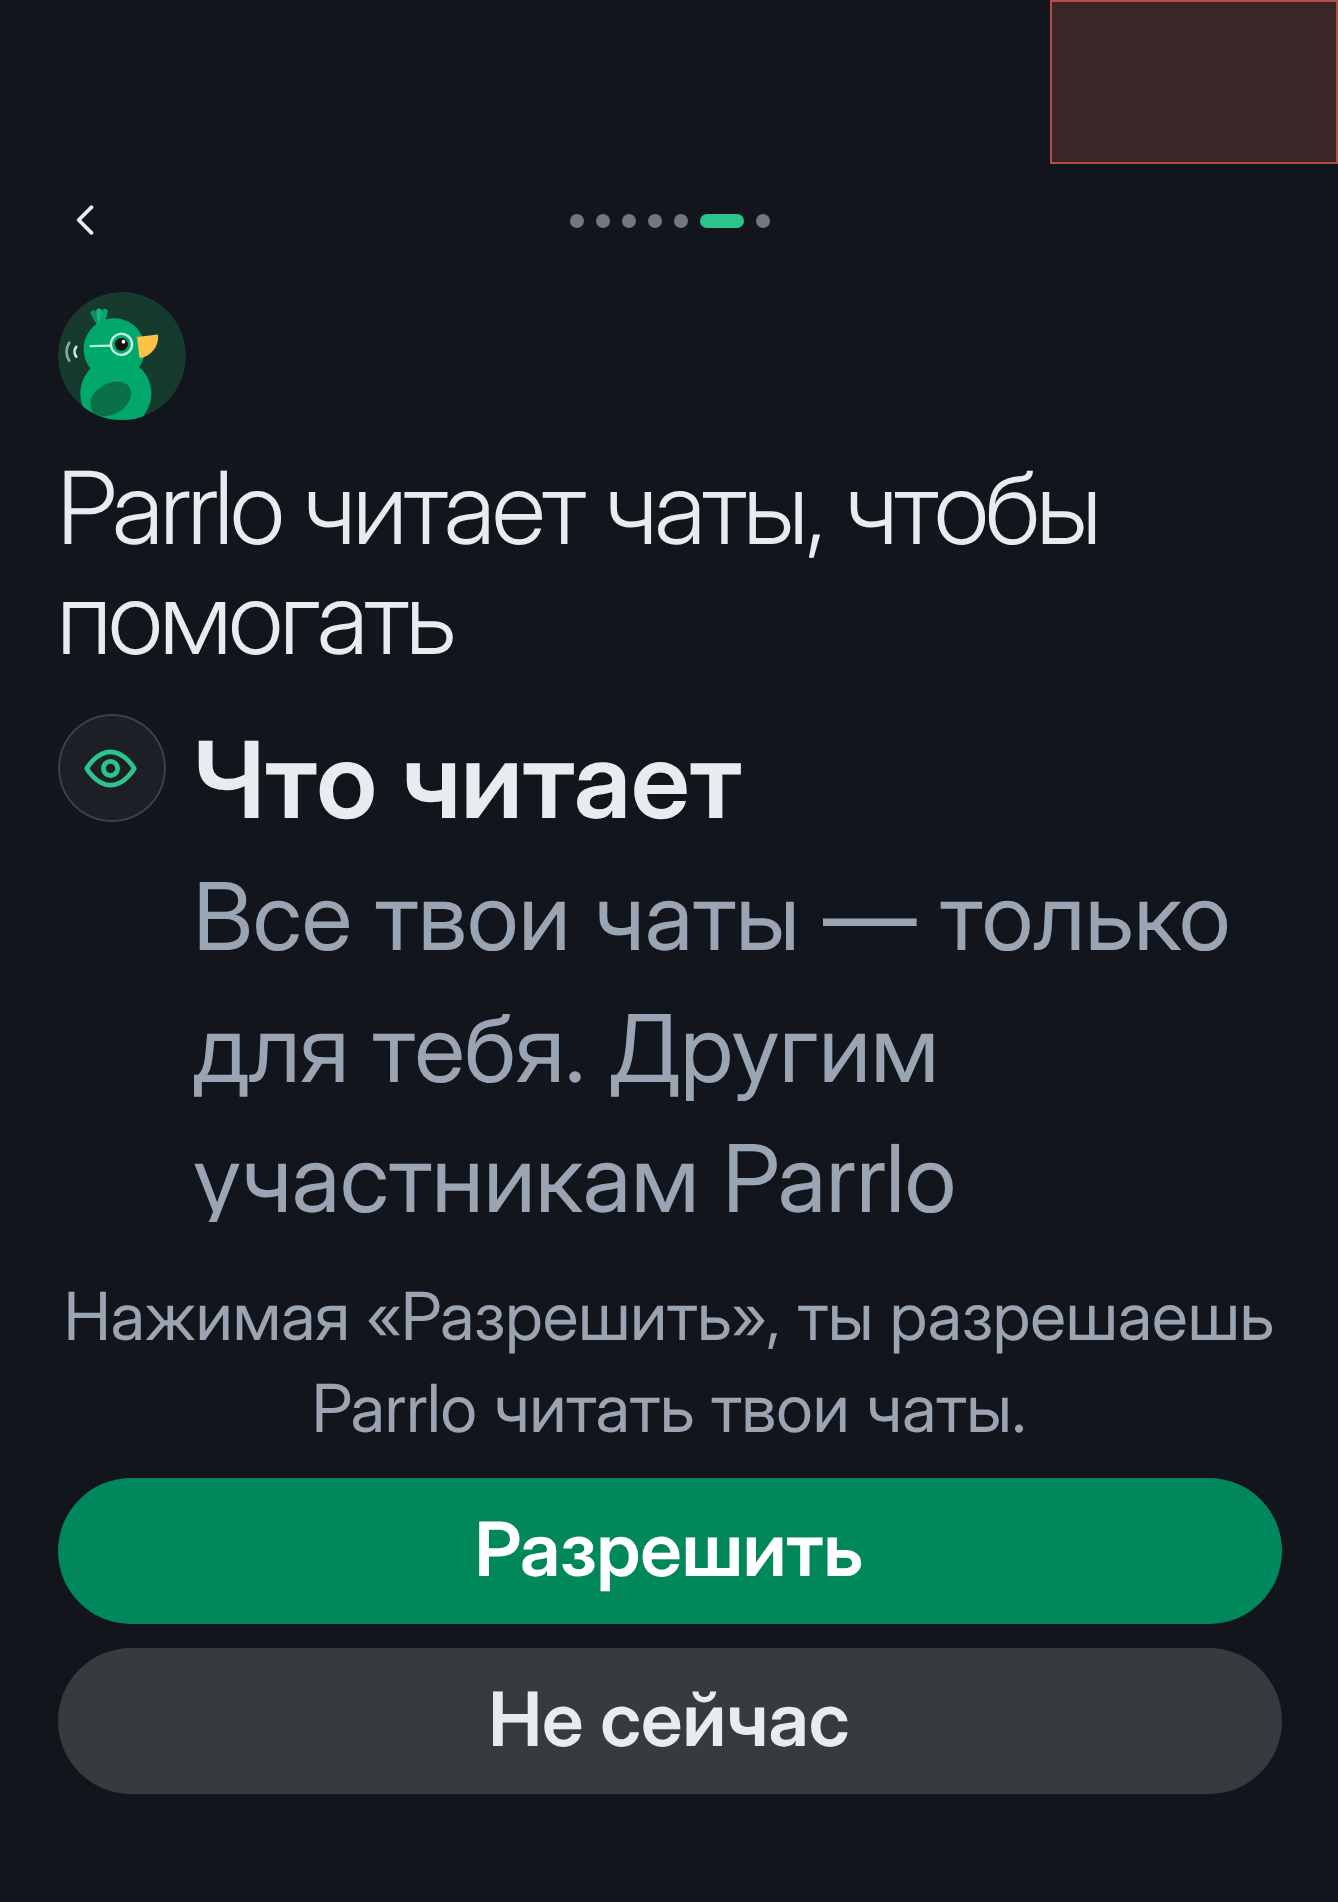 Parrlo читает чаты, чтобы
помогать
Что читает
Все твои чаты — только
для тебя. Другим
участникам Parrlo
Нажимая «Разрешить», ты разрешаешь
Parrlo читать твои чаты.
Разрешить
Не сейчас